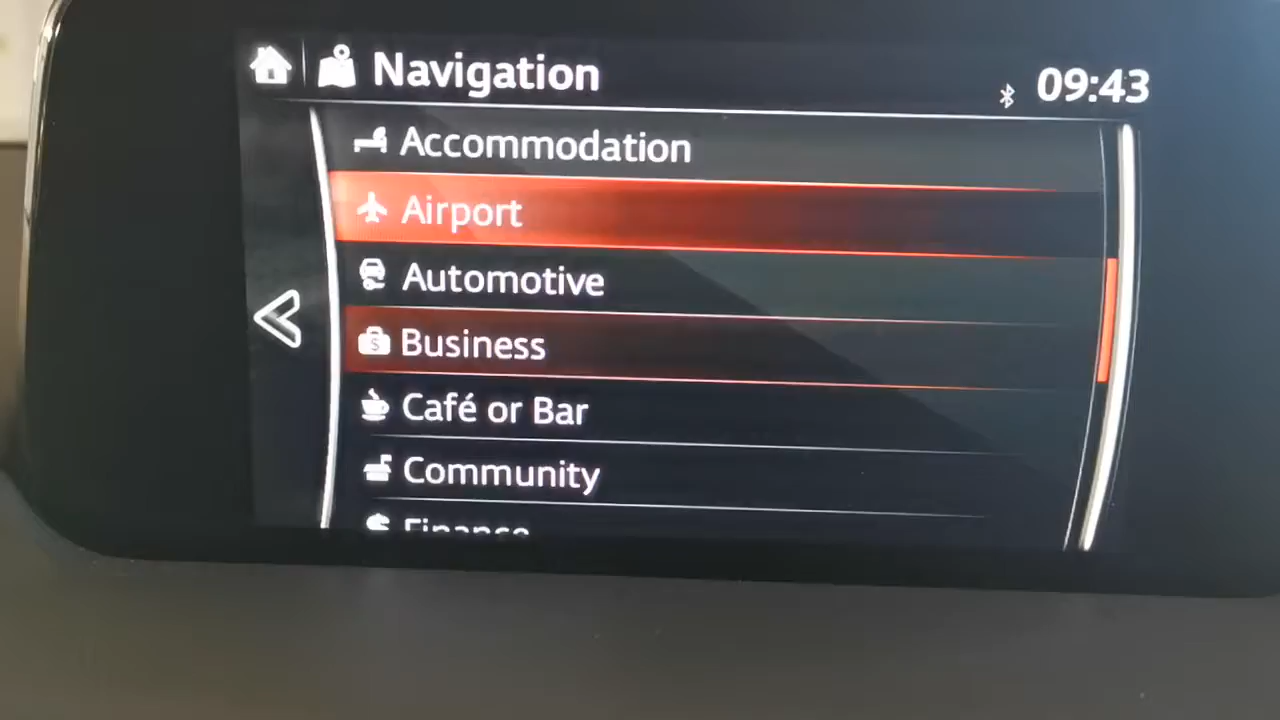 Navigation
09:43
Accommodation
Airport
Automotive
Business
Café or Bar
Community
Finance